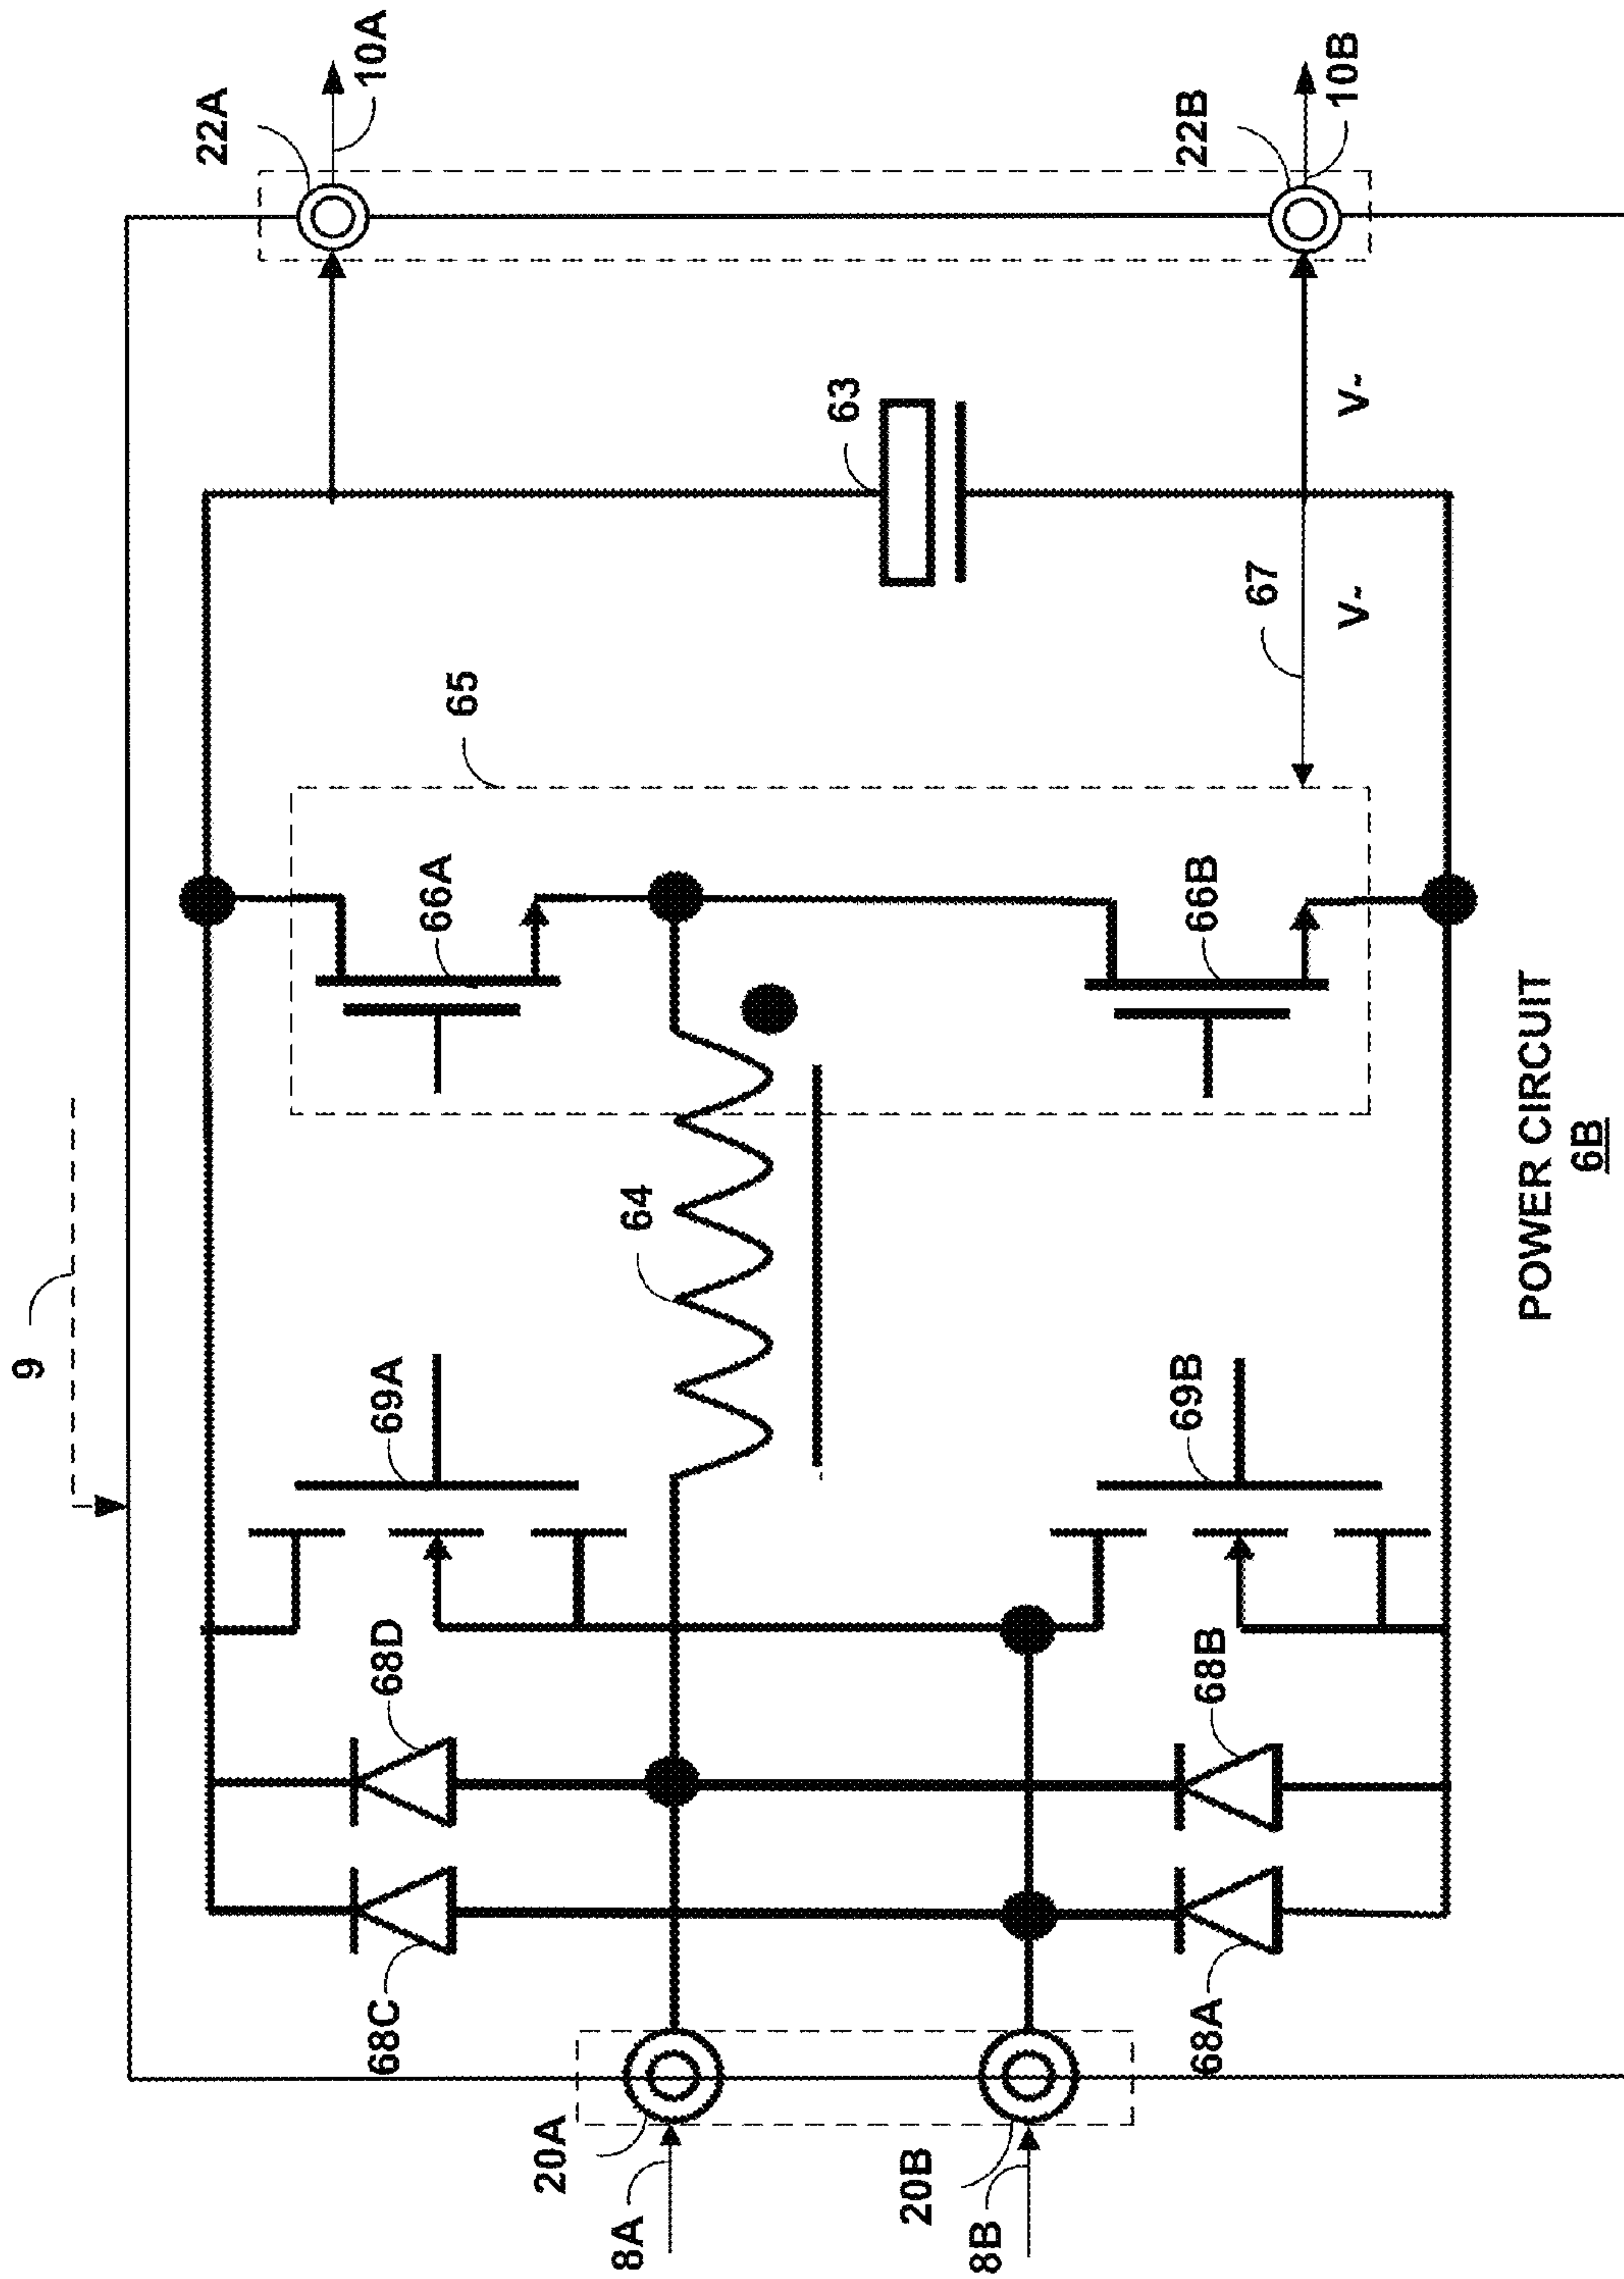 9
22A
10A
65
63
66A
69A
68D
68C
64
20A
8A
67
V-
V-
22B
10B
66B
69B
68B
68A
20B
8B
POWER CIRCUIT
6B